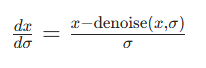 dx/dσ = x−denoise(x,σ)/σ